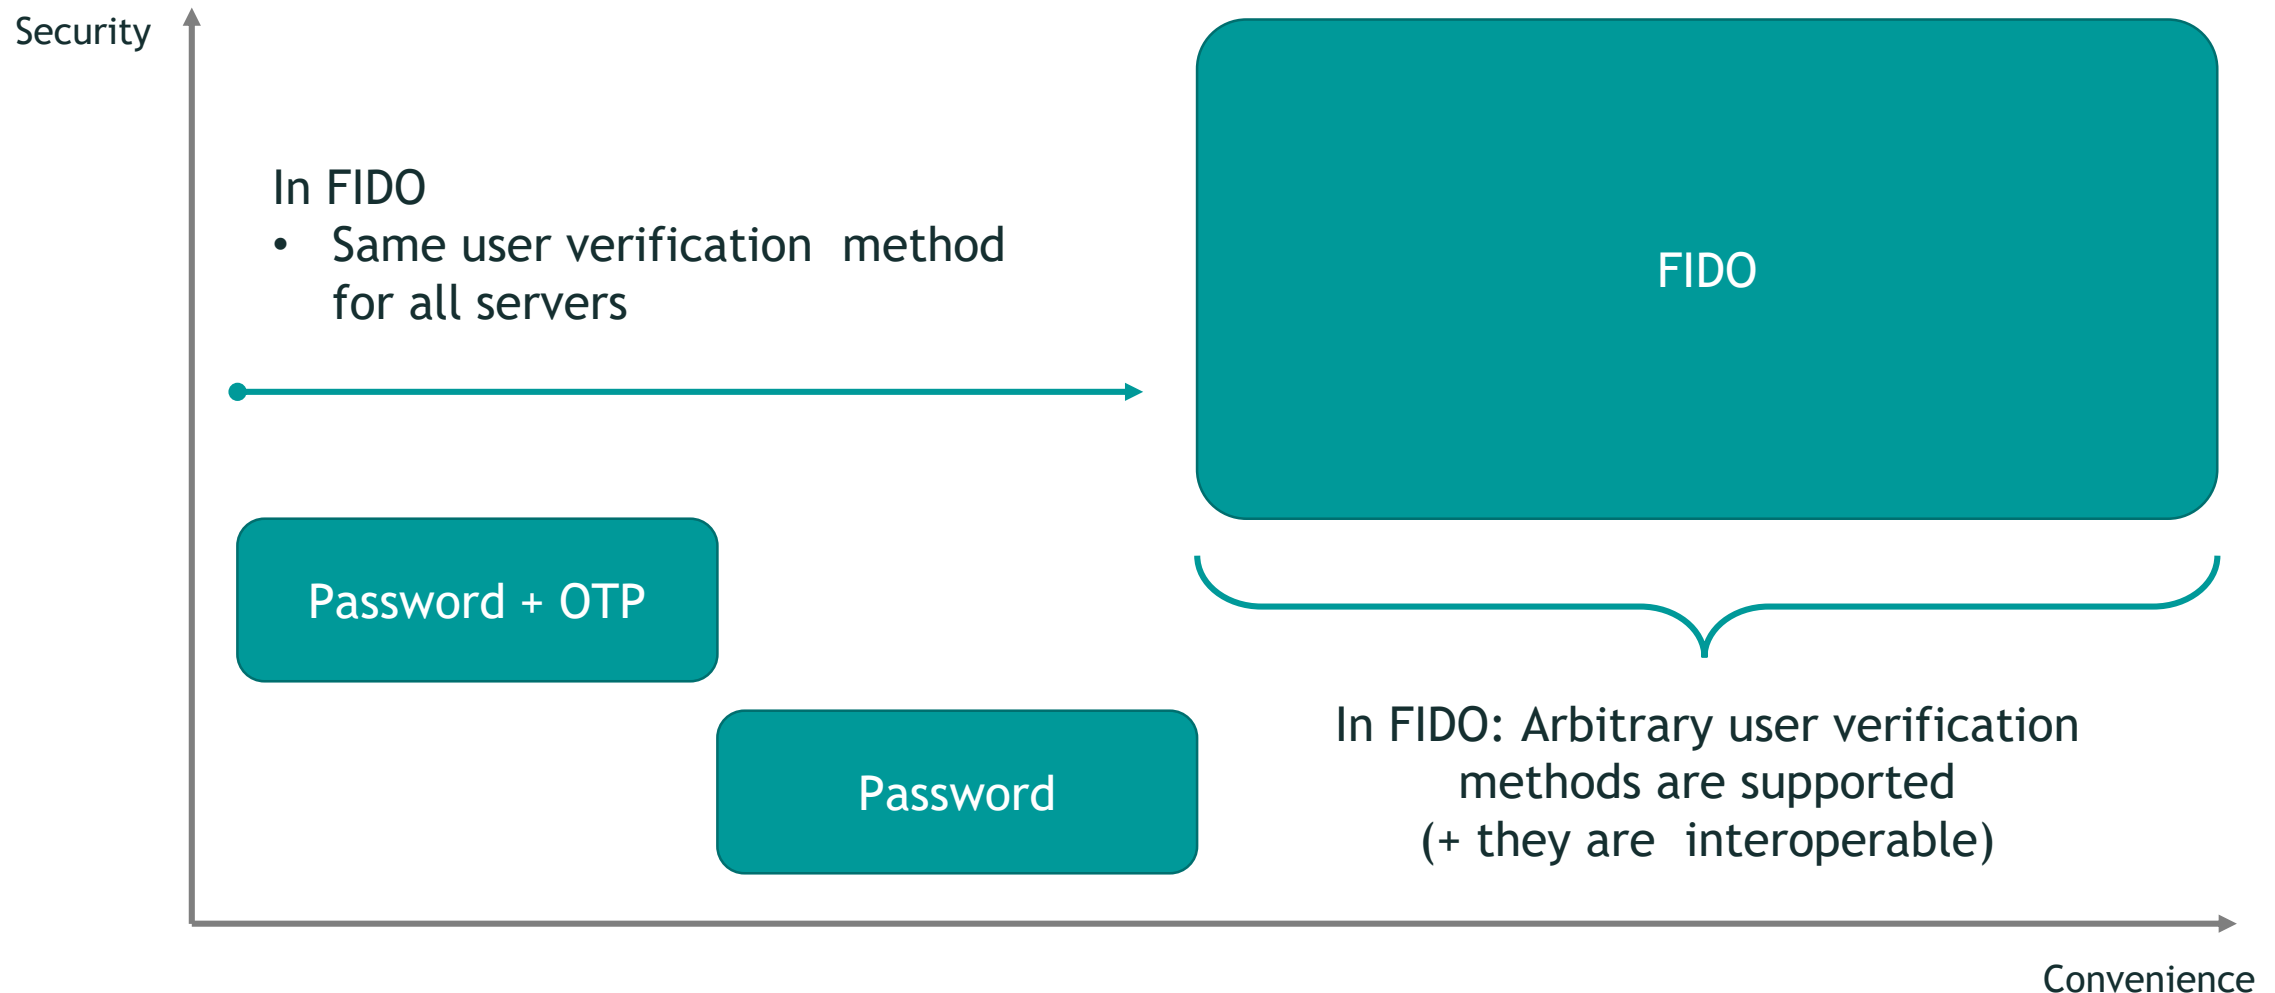 Security
In FIDO
• Same user verification  method
for all servers
FIDO
Password + OTP
Password
In FIDO: Arbitrary user verification
methods are supported
(+ they are  interoperable)
Convenience